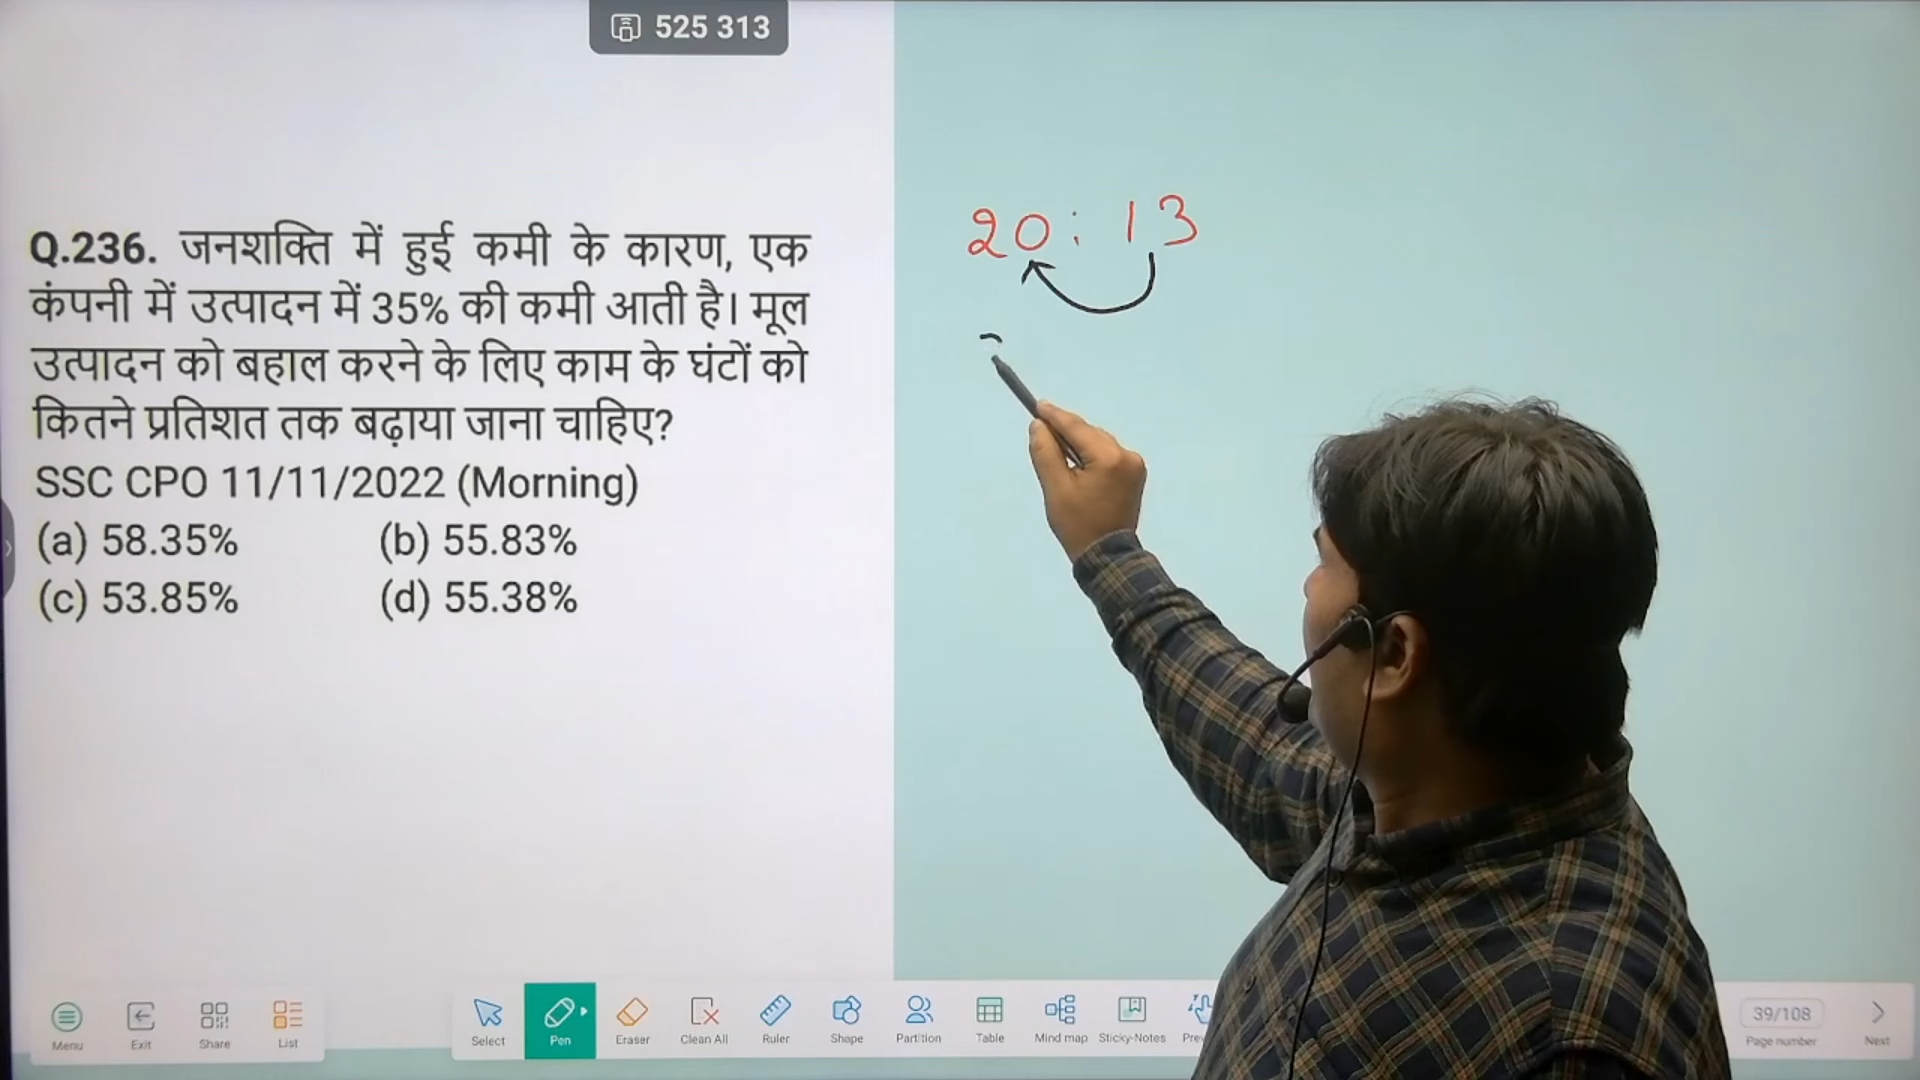 525 313
Q.236. जनशक्ति में हुई कमी के कारण, एक
कंपनी में उत्पादन में 35% की कमी आती है। मूल
उत्पादन को बहाल करने के लिए काम के घंटों को
कितने प्रतिशत तक बढ़ाया जाना चाहिए?
SSC CPO 11/11/2022 (Morning)
(a) 58.35% (b) 55.83%
(c) 53.85% (d) 55.38%
20 : 13
Menu Exit Share List Select Pen Eraser Clean All Ruler Shape Partition Table Mind map Sticky-Notes
39/108
Page number Next